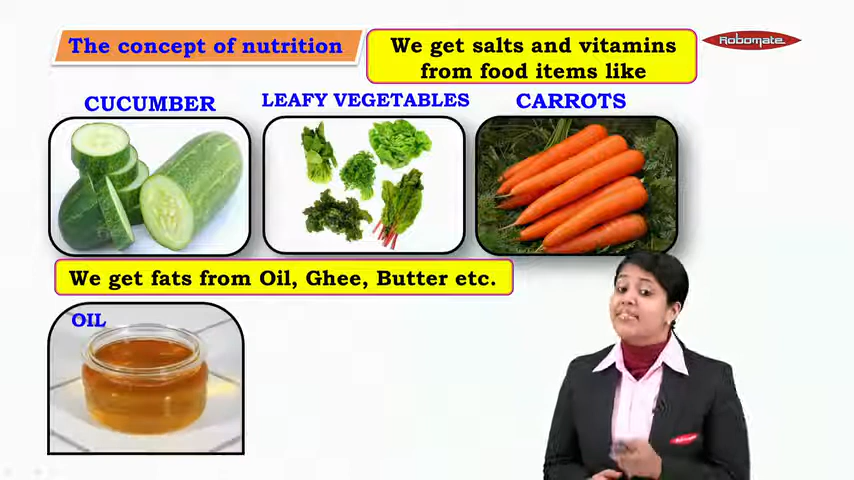 The concept of nutrition
We get salts and vitamins
from food items like
Robomate
CUCUMBER
LEAFY VEGETABLES
CARROTS
We get fats from Oil, Ghee, Butter etc.
OIL